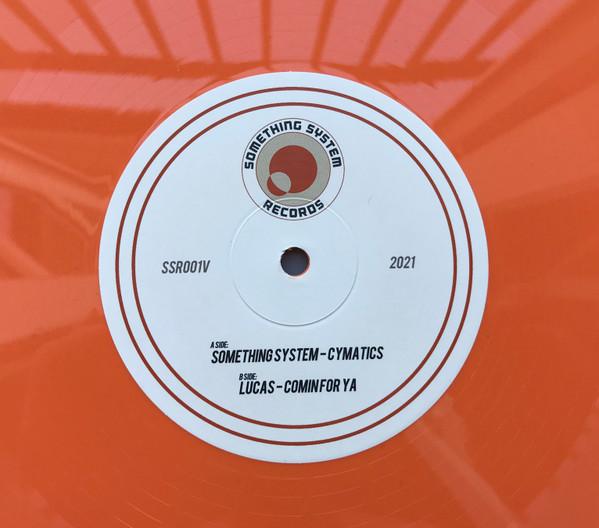 SOMETHING SYSTEM
RECORDS
SSR001V
2021
A SIDE:
SOMETHING SYSTEM - CYMATICS
B SIDE:
LUCAS - COMIN FOR YA